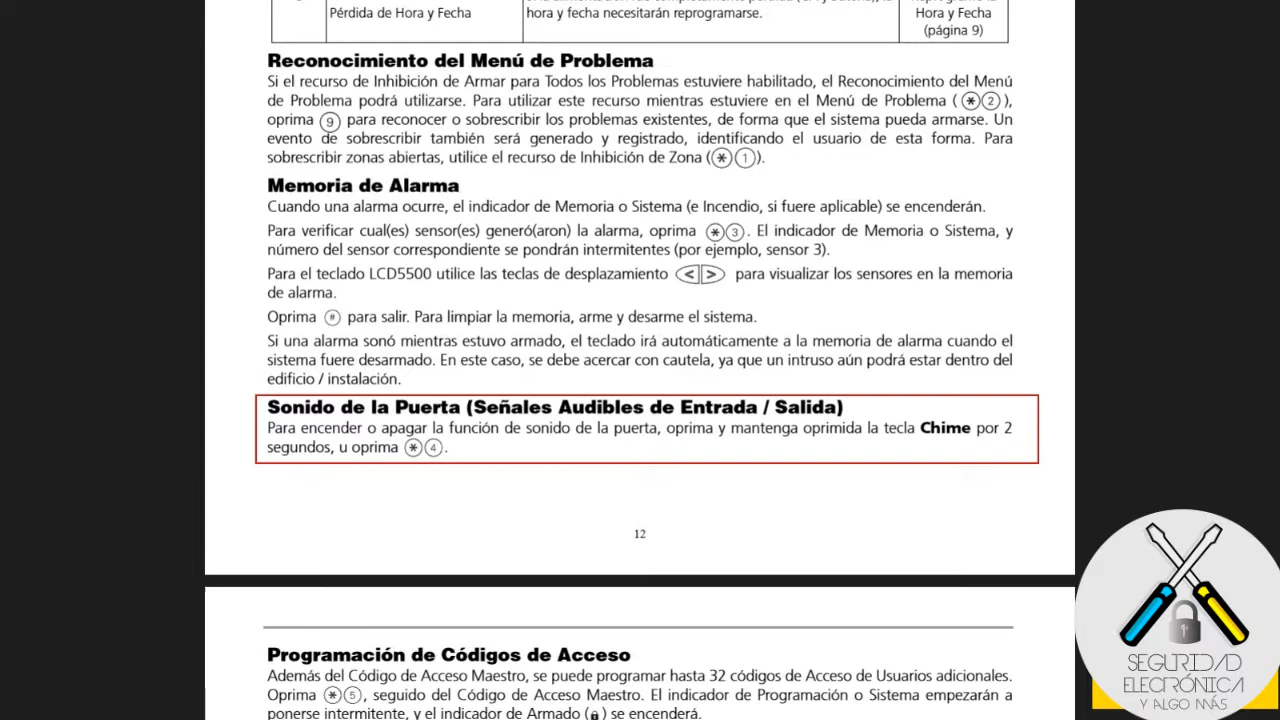 Pérdida de Hora y Fecha
hora y fecha necesitarán reprogramarse.
Hora y Fecha
(página 9)
Reconocimiento del Menú de Problema
Si el recurso de Inhibición de Armar para Todos los Problemas estuviere habilitado, el Reconocimiento del Menú
de Problema podrá utilizarse. Para utilizar este recurso mientras estuviere en el Menú de Problema (*2),
oprima 9 para reconocer o sobrescribir los problemas existentes, de forma que el sistema pueda armarse. Un
evento de sobrescribir también será generado y registrado, identificando el usuario de esta forma. Para
sobrescribir zonas abiertas, utilice el recurso de Inhibición de Zona (*1).
Memoria de Alarma
Cuando una alarma ocurre, el indicador de Memoria o Sistema (e Incendio, si fuere aplicable) se encenderán.
Para verificar cual(es) sensor(es) generó(aron) la alarma, oprima *3. El indicador de Memoria o Sistema, y
número del sensor correspondiente se pondrán intermitentes (por ejemplo, sensor 3).
Para el teclado LCD5500 utilice las teclas de desplazamiento < > para visualizar los sensores en la memoria
de alarma.
Oprima # para salir. Para limpiar la memoria, arme y desarme el sistema.
Si una alarma sonó mientras estuvo armado, el teclado irá automáticamente a la memoria de alarma cuando el
sistema fuere desarmado. En este caso, se debe acercar con cautela, ya que un intruso aún podrá estar dentro del
edificio / instalación.
Sonido de la Puerta (Señales Audibles de Entrada / Salida)
Para encender o apagar la función de sonido de la puerta, oprima y mantenga oprimida la tecla Chime por 2
segundos, u oprima *4.
12
Programación de Códigos de Acceso
Además del Código de Acceso Maestro, se puede programar hasta 32 códigos de Acceso de Usuarios adicionales.
Oprima *5, seguido del Código de Acceso Maestro. El indicador de Programación o Sistema empezarán a
ponerse intermitente, y el indicador de Armado () se encenderá.
SEGURIDAD
ELECTRÓNICA
Y ALGO MÁS